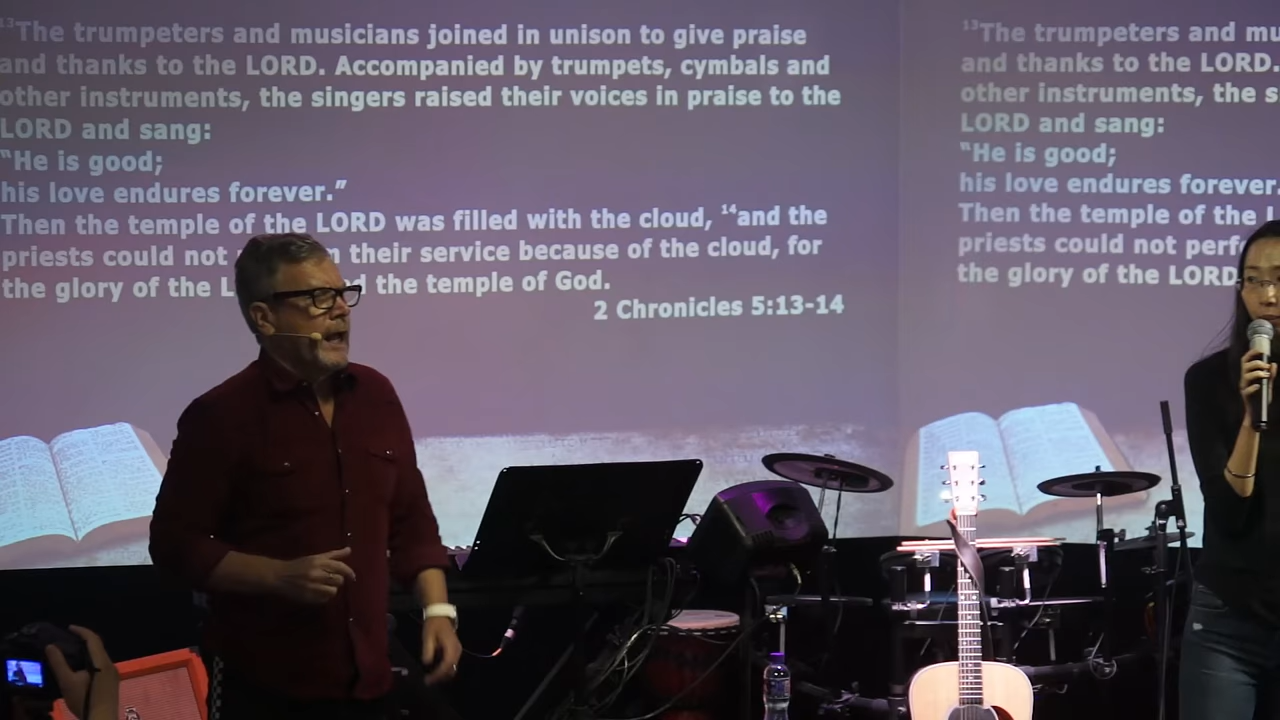 13The trumpeters and musicians joined in unison to give praise
and thanks to the LORD. Accompanied by trumpets, cymbals and
other instruments, the singers raised their voices in praise to the
LORD and sang:
“He is good;
his love endures forever.”
Then the temple of the LORD was filled with the cloud, 14and the
priests could not their service because of the cloud, for
the glory of the L the temple of God.
2 Chronicles 5:13-14
13The trumpeters and mu
and thanks to the LORD.
other instruments, the s
LORD and sang:
“He is good;
his love endures forever.
Then the temple of the L
priests could not perf
the glory of the LORD